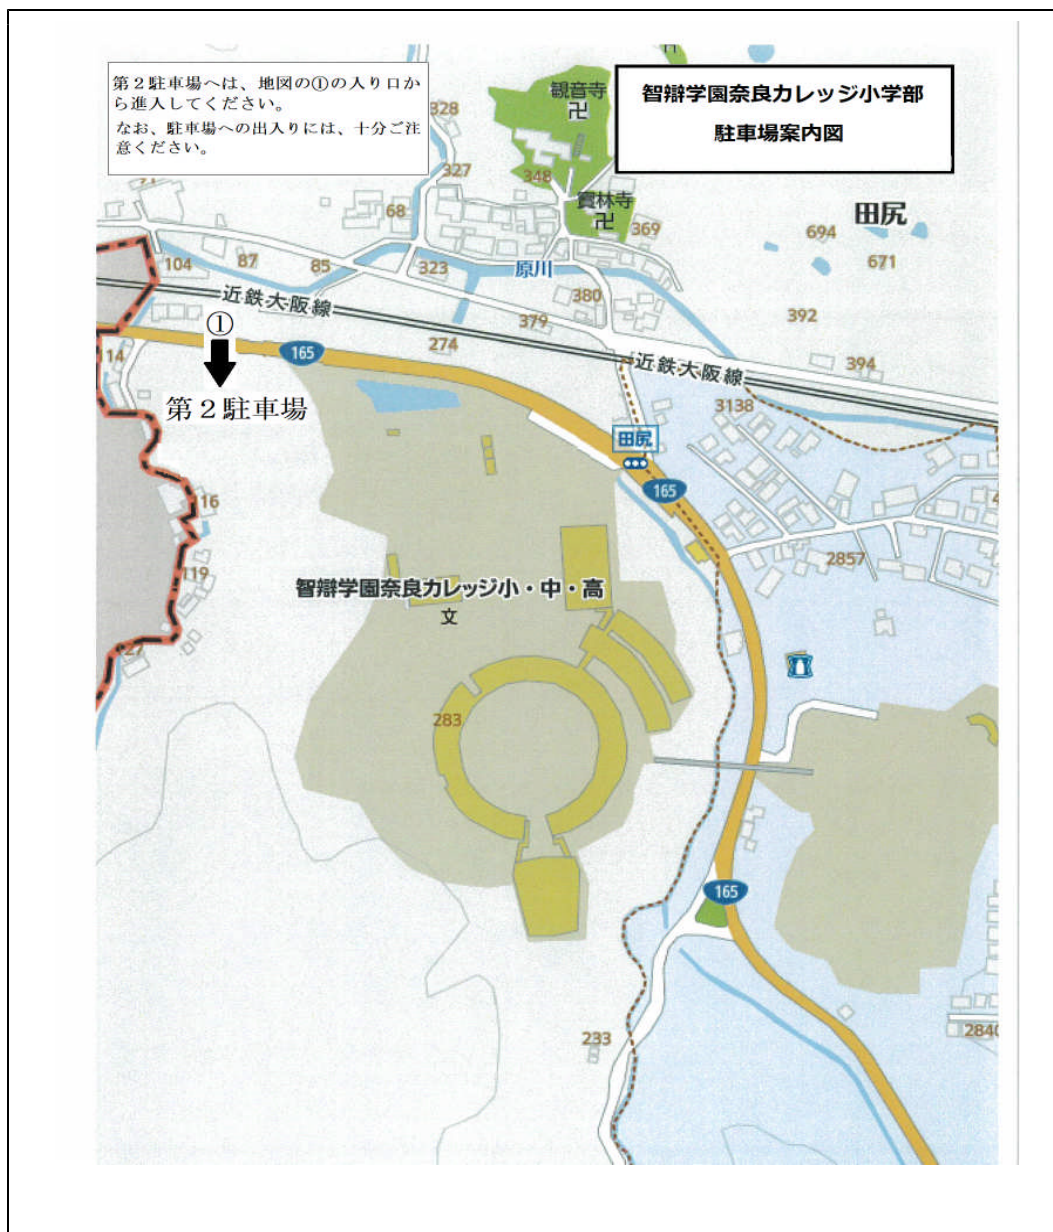 第２駐車場へは、地図の①の入り口か
ら進入してください。
なお、駐車場への出入りには、十分ご注
意ください。
智辯学園奈良カレッジ小学部
駐車場案内図
観音寺
328
327
348
68
寳林寺
369
田尻
694
671
104
87
85
323
原川
380
392
近鉄大阪線
①
379
274
165
114
394
近鉄大阪線
第２駐車場
3138
田尻
165
116
2857
119
智辯学園奈良カレッジ小・中・高
文
27
283
165
233
2840